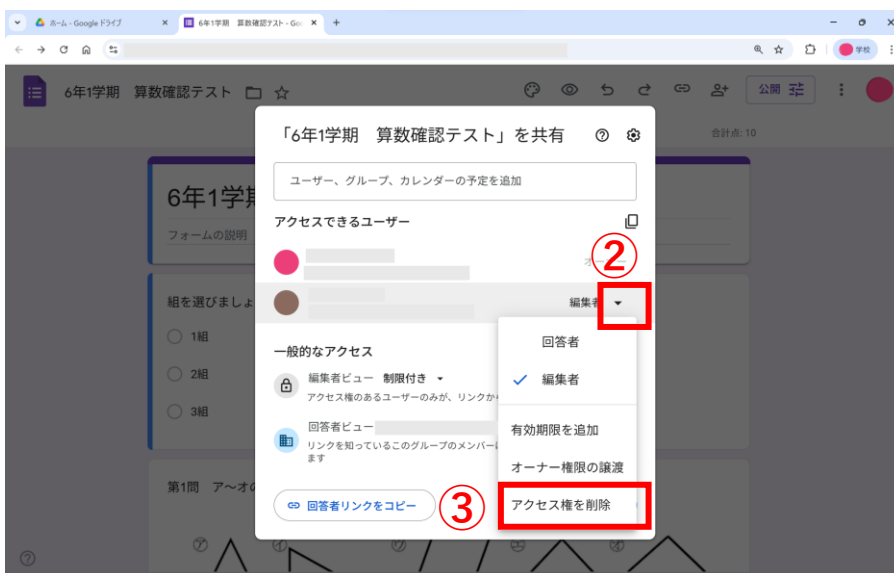 ホーム - Google ドライブ
6年1学期 算数確認テスト - Goo
学校
6年1学期 算数確認テスト
公開
合計点: 10
「6年1学期 算数確認テスト」を共有
ユーザー、グループ、カレンダーの予定を追加
6年1学期
フォームの説明
アクセスできるユーザー
②
編集者
組を選びましょ
1組
2組
3組
回答者
編集者
一般的なアクセス
編集者ビュー 制限付き
アクセス権のあるユーザーのみが、リンクか
回答者ビュー
リンクを知っているこのグループのメンバー
ます
有効期限を追加
オーナー権限の譲渡
アクセス権を削除
第1問 ア～オの
回答者リンクをコピー
③
㋐
㋑
㋒
㋓
㋔